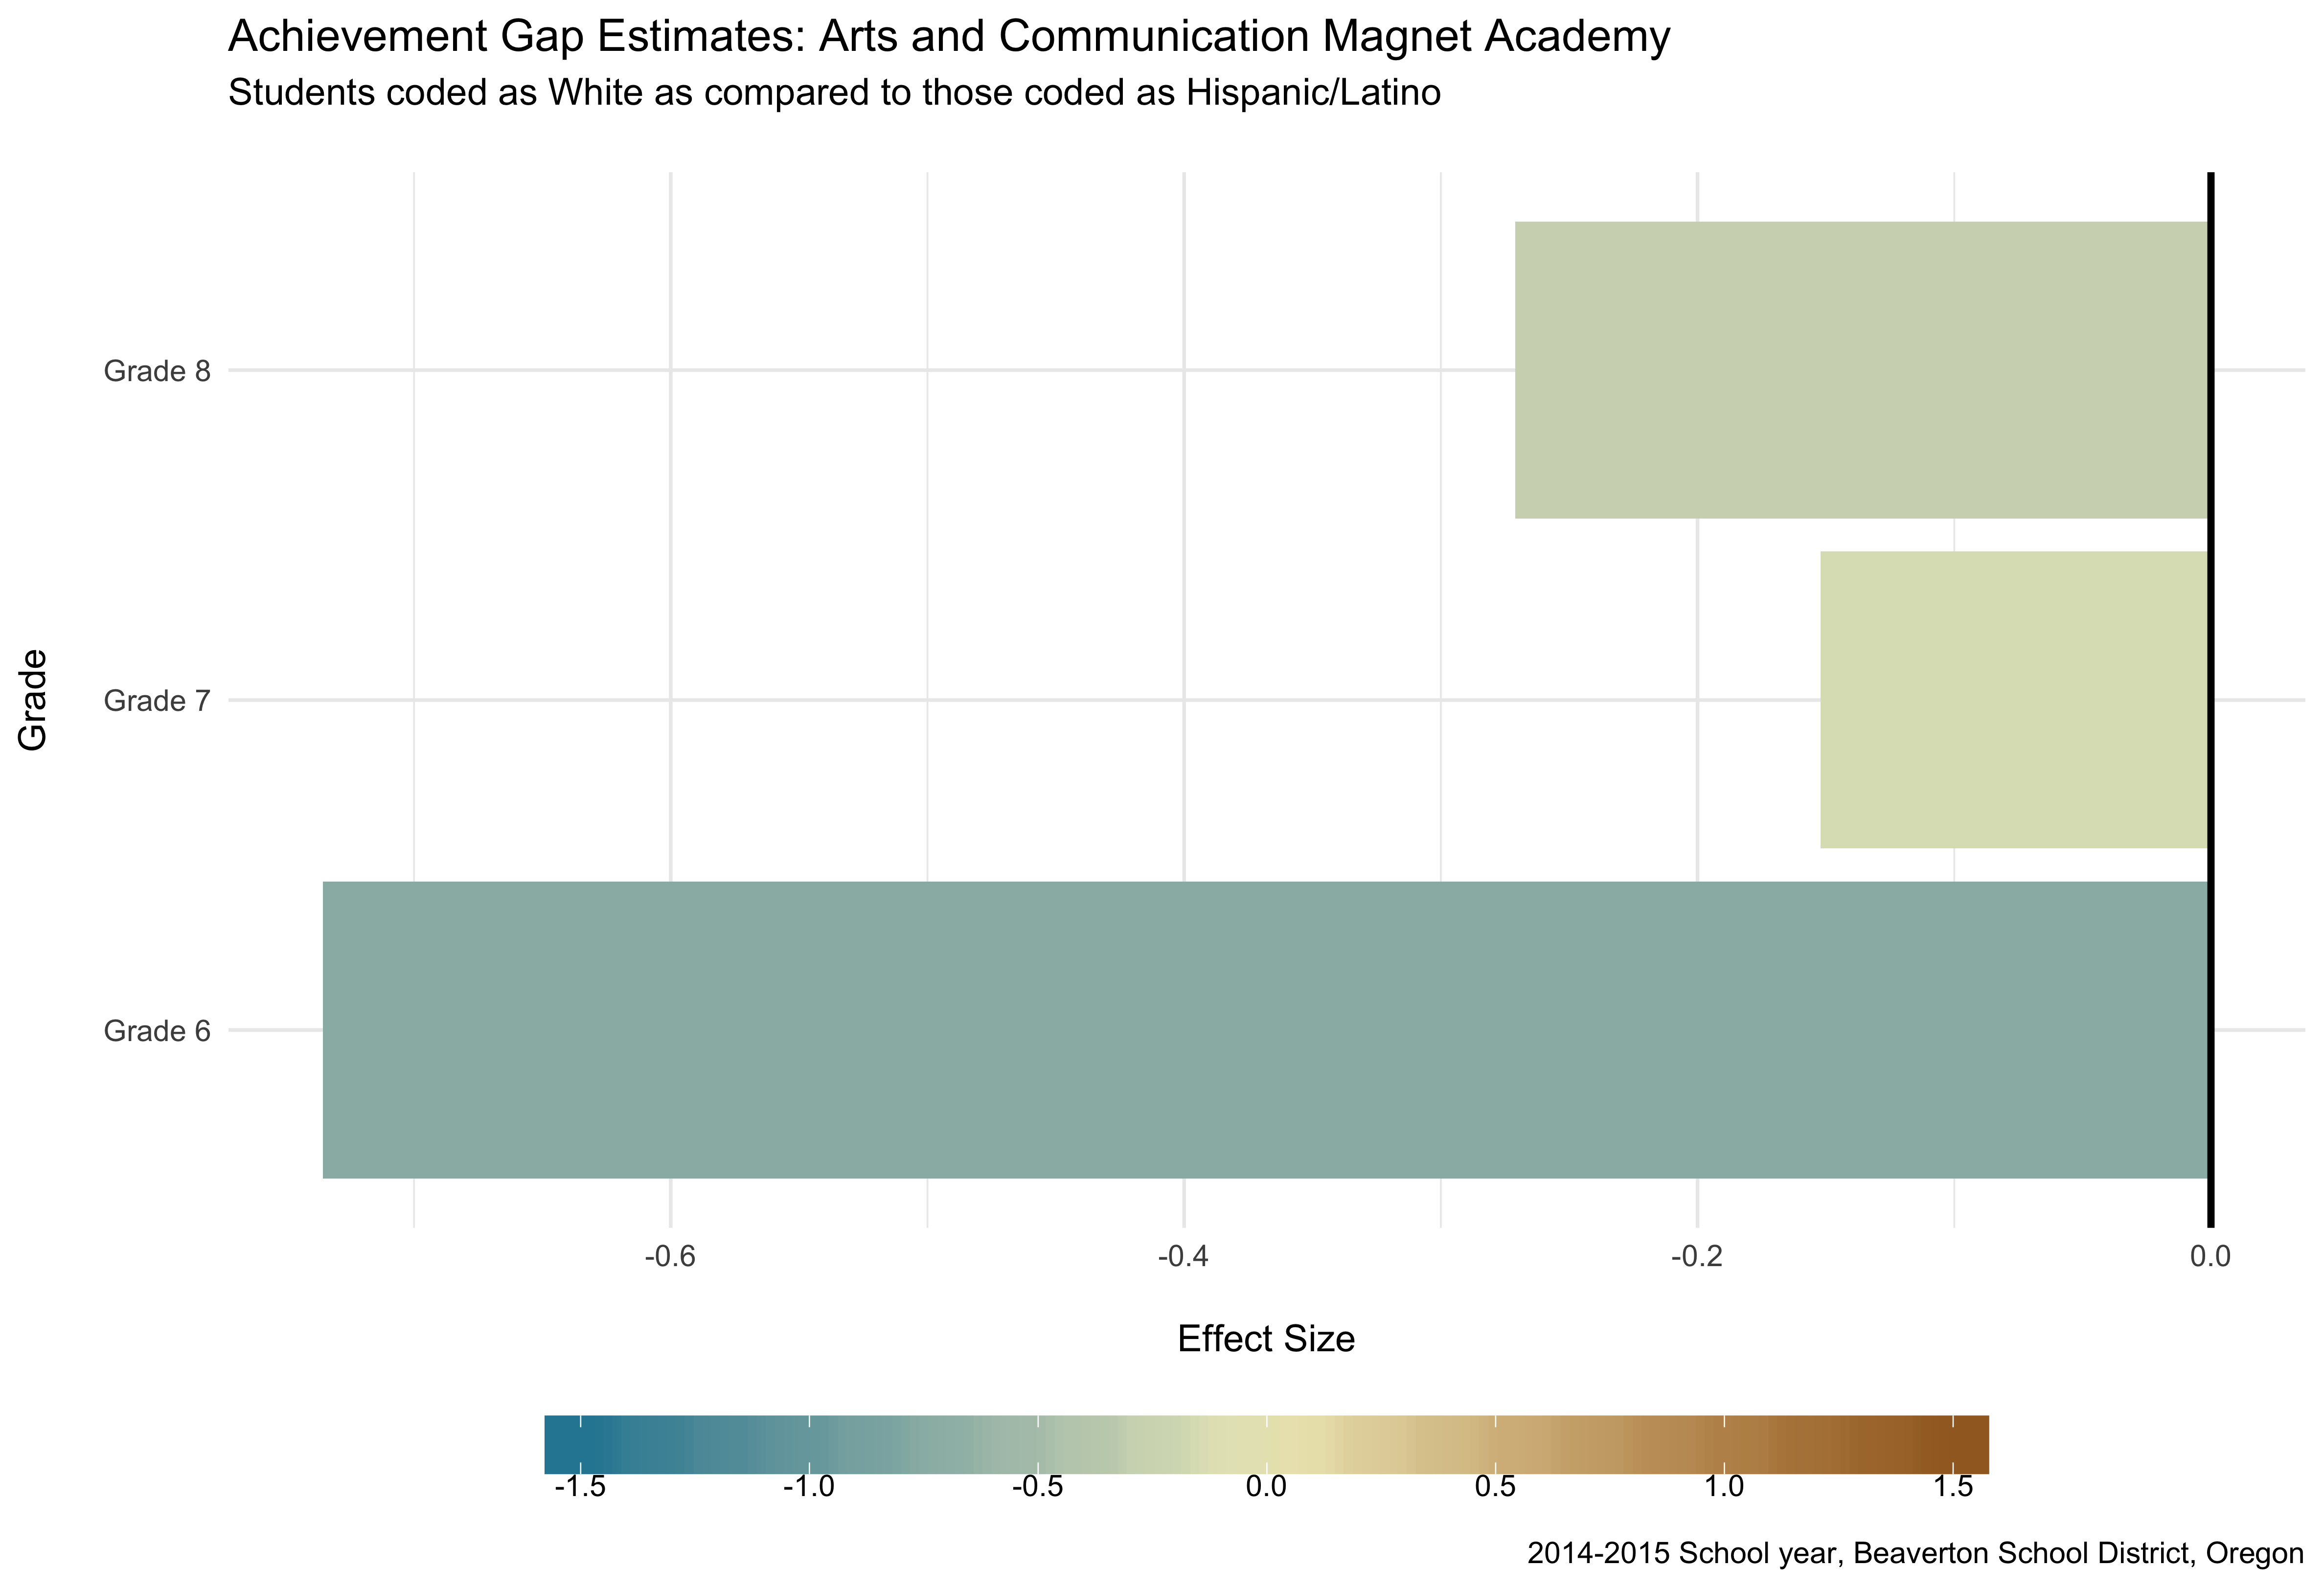 Achievement Gap Estimates: Arts and Communication Magnet Academy
Students coded as White as compared to those coded as Hispanic/Latino
Grade
Grade 8
Grade 7
Grade 6
-0.6 -0.4 -0.2 0.0
Effect Size
-1.5 -1.0 -0.5 0.0 0.5 1.0 1.5
2014-2015 School year, Beaverton School District, Oregon